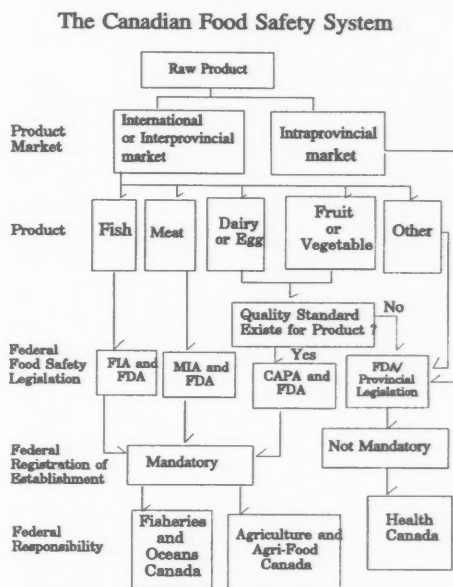 The Canadian Food Safety System
Raw Product
Product
Market
International
or Interprovincial
market
Intraprovincial
market
Product
Fish
Meat
Dairy
or Egg
Fruit
or
Vegetable
Other
Quality Standard
Exists for Product ?
No
Yes
Federal
Food Safety
Legislation
FIA and
FDA
MIA and FDA
CAPA and
FDA
FDA/
Provincial
Legislation
Federal
Registration of
Establishment
Mandatory
Not Mandatory
Federal
Responsibility
Fisheries
and
Oceans
Canada
Agriculture and
Agri-Food
Canada
Health
Canada